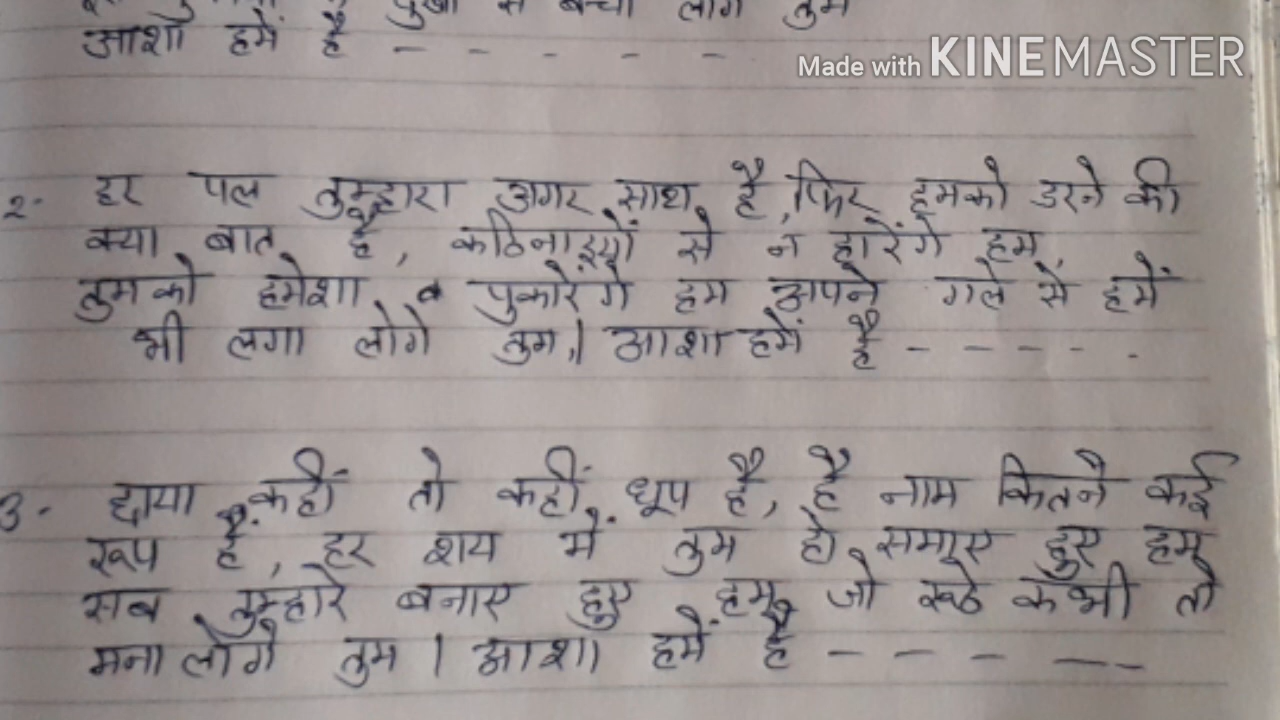 दुखों से बचा लोगे तुम
आशा हमें है - - - - - -
Made with KINEMASTER
2. हर पल तुम्हारा अगर साथ है, फिर हमको डरने की
क्या बात है, कठिनाइयों से न हारेंगे हम,
तुमको हमेशा पुकारेंगे हम अपने गले से हमें
भी लगा लोगे तुम,। आशा हमें है - - - - - .
3. छाया कहीं तो कहीं धूप है, है नाम कितने कई
रूप हैं, हर शय में तुम हो समाए हुए हम
सब तुम्हारे बनाए हुए हम जो रूठे कभी तो
मना लोगे तुम । आशा हमें है - - - - -